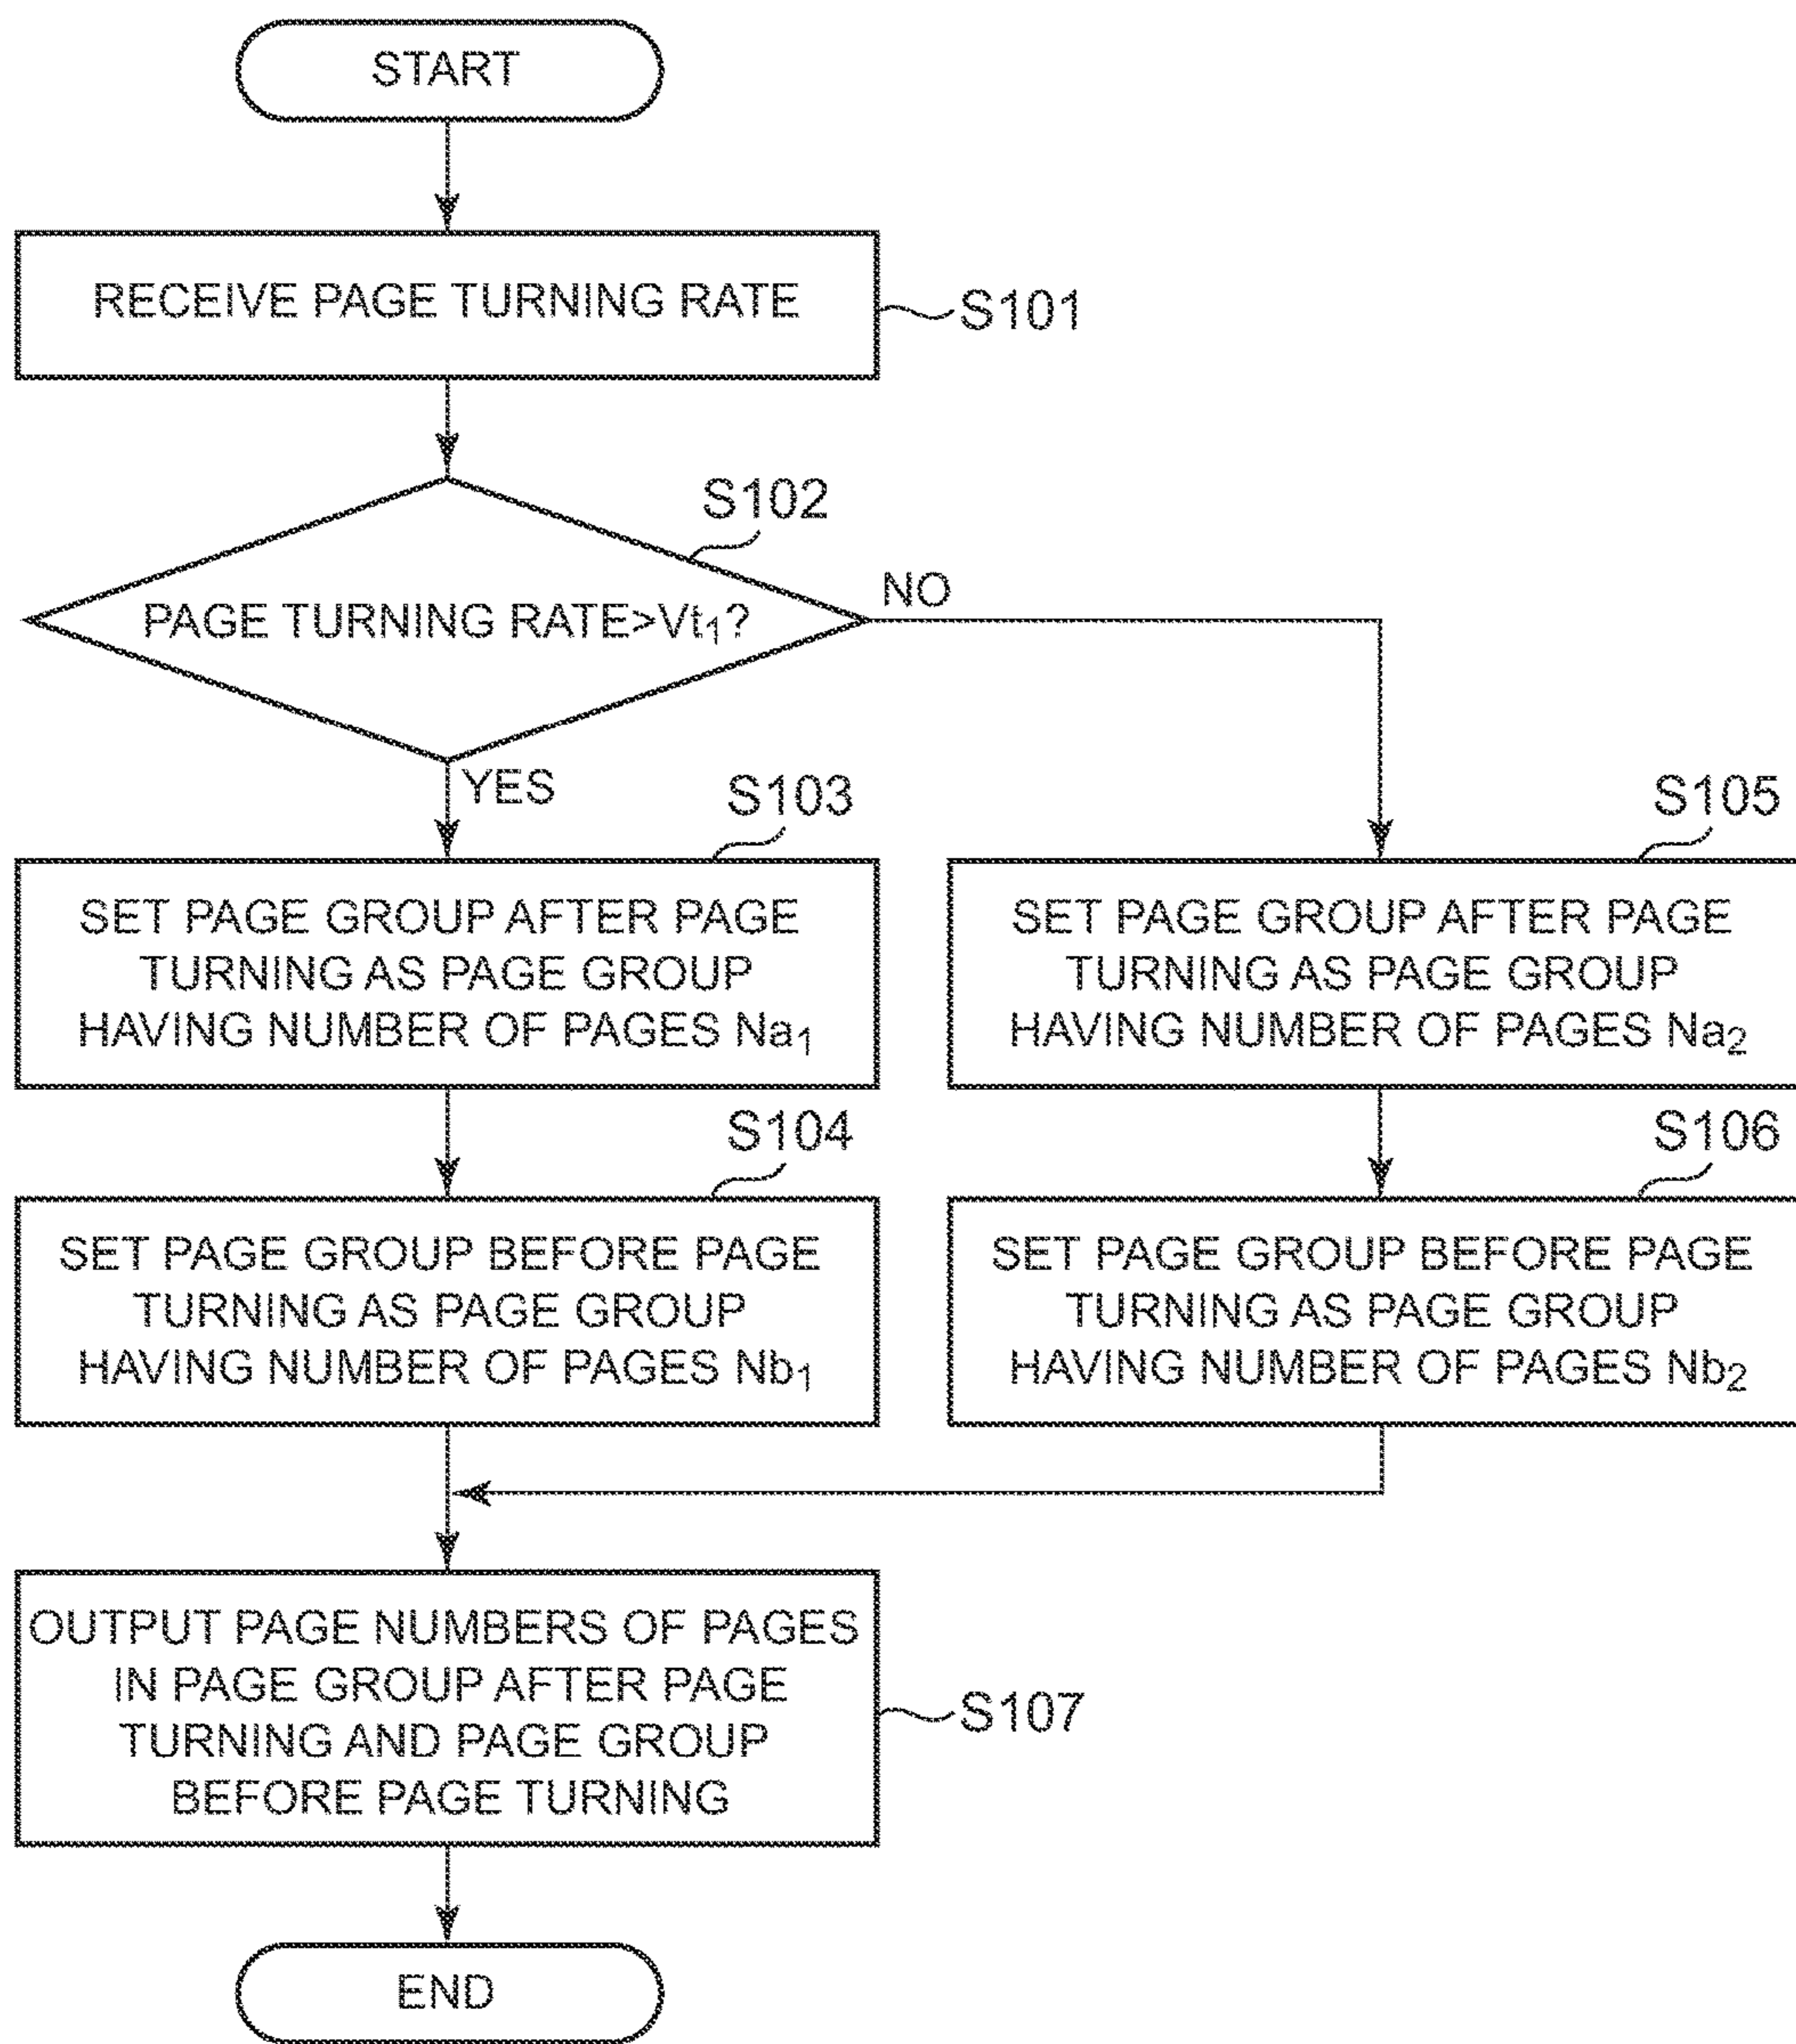 START
RECEIVE PAGE TURNING RATE
S101
S102
PAGE TURNING RATE>Vt₁?
NO
YES
S103
SET PAGE GROUP AFTER PAGE
TURNING AS PAGE GROUP
HAVING NUMBER OF PAGES Na₁
S105
SET PAGE GROUP AFTER PAGE
TURNING AS PAGE GROUP
HAVING NUMBER OF PAGES Na₂
S104
SET PAGE GROUP BEFORE PAGE
TURNING AS PAGE GROUP
HAVING NUMBER OF PAGES Nb₁
S106
SET PAGE GROUP BEFORE PAGE
TURNING AS PAGE GROUP
HAVING NUMBER OF PAGES Nb₂
OUTPUT PAGE NUMBERS OF PAGES
IN PAGE GROUP AFTER PAGE
TURNING AND PAGE GROUP
BEFORE PAGE TURNING
S107
END